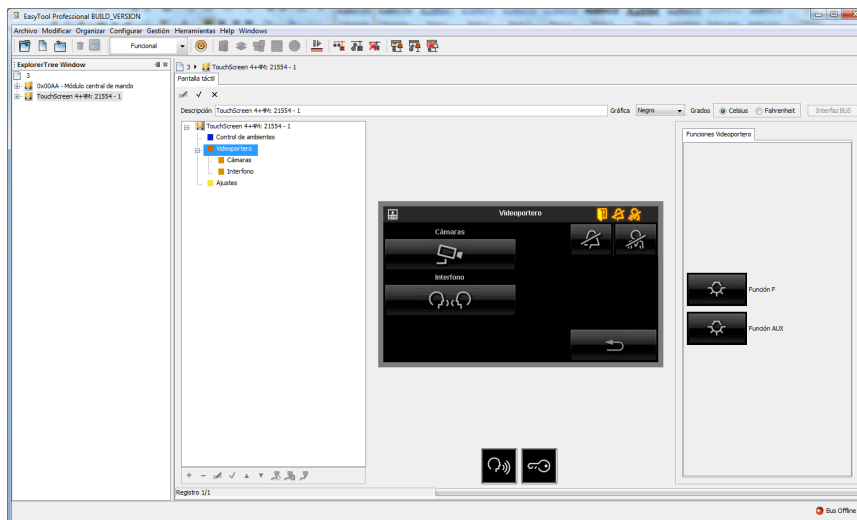 EasyTool Professional BUILD_VERSION
Archivo Modificar Organizar Configurar Gestión Herramientas Help Windows
Funcional
ExplorerTree Window
3
0x00AA - Módulo central de mando
TouchScreen 4+4M: 21554 - 1
3 TouchScreen 4+4M: 21554 - 1
Pantalla táctil
Descripción TouchScreen 4+4M: 21554 - 1 Gráfica Negro Grados Celsius Fahrenheit Interfaz BUS
TouchScreen 4+4M: 21554 - 1
Control de ambientes
Videoportero
Cámaras
Interfono
Ajustes
Videoportero
Cámaras
Interfono
Funciones Videoportero
Función F
Función AUX
Registro 1/1
Bus Offline